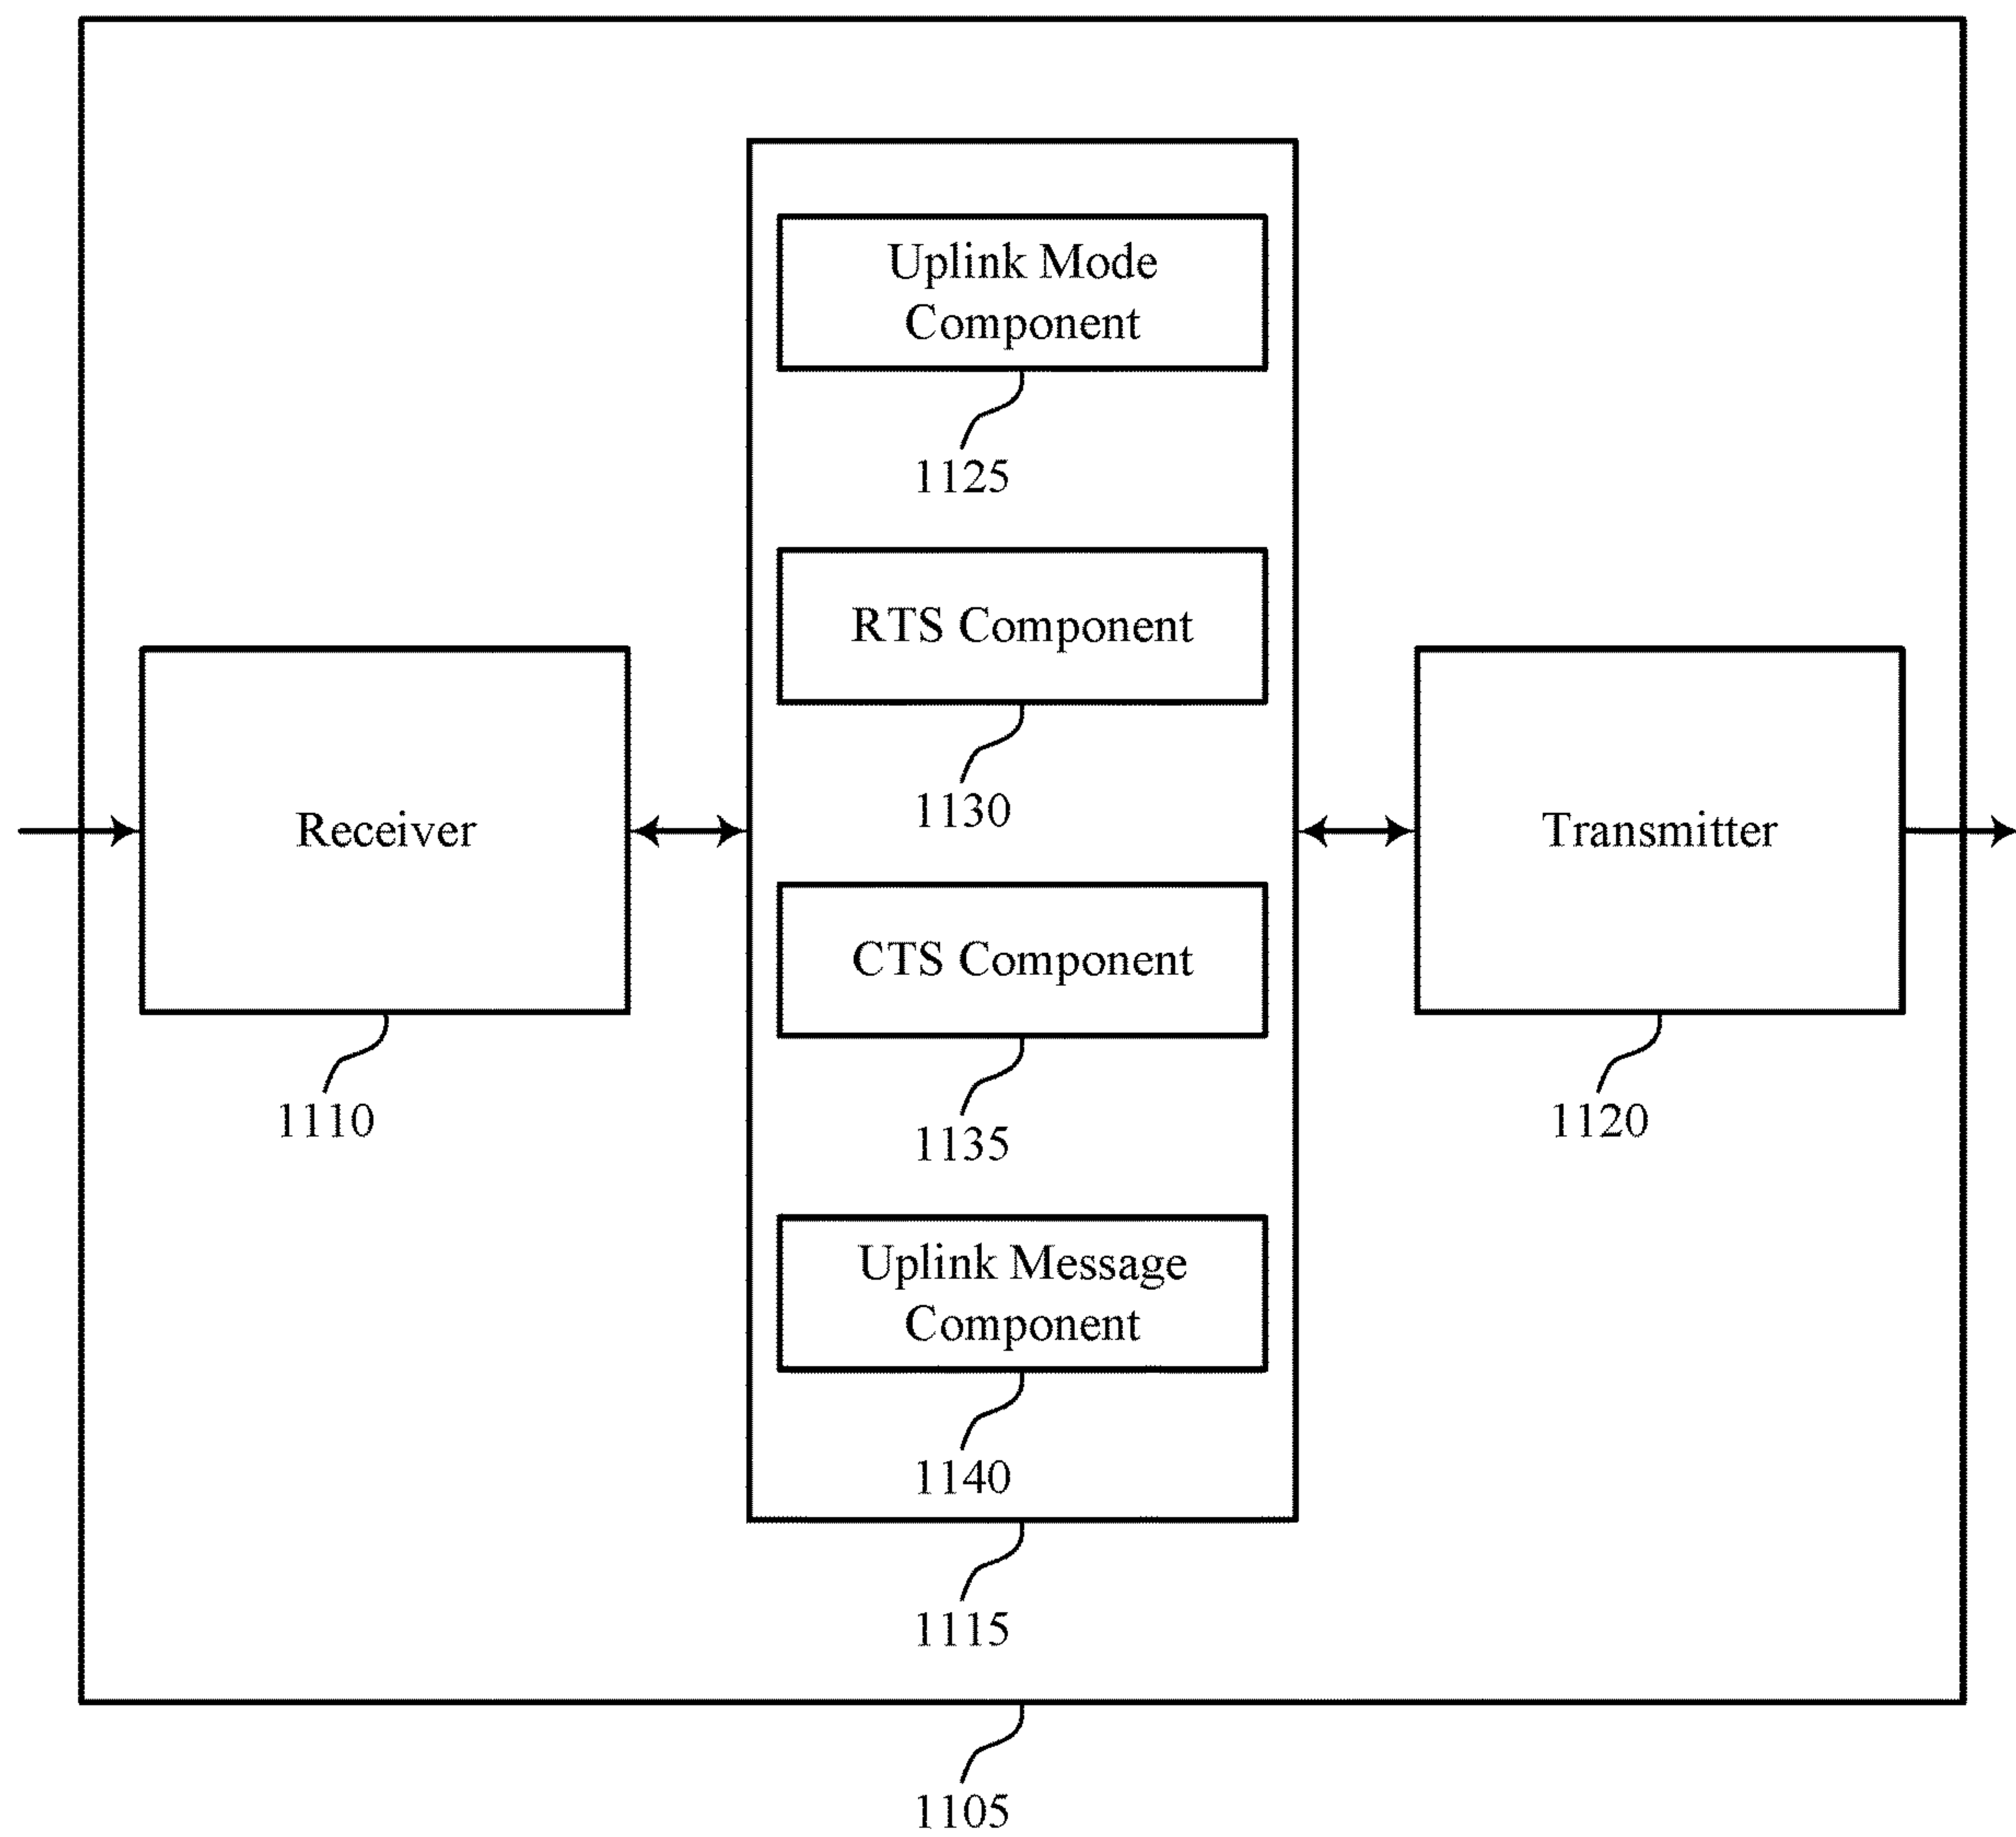 Uplink Mode
Component
1125
RTS Component
1130
Receiver
1110
CTS Component
1135
Transmitter
1120
Uplink Message
Component
1140
1115
1105